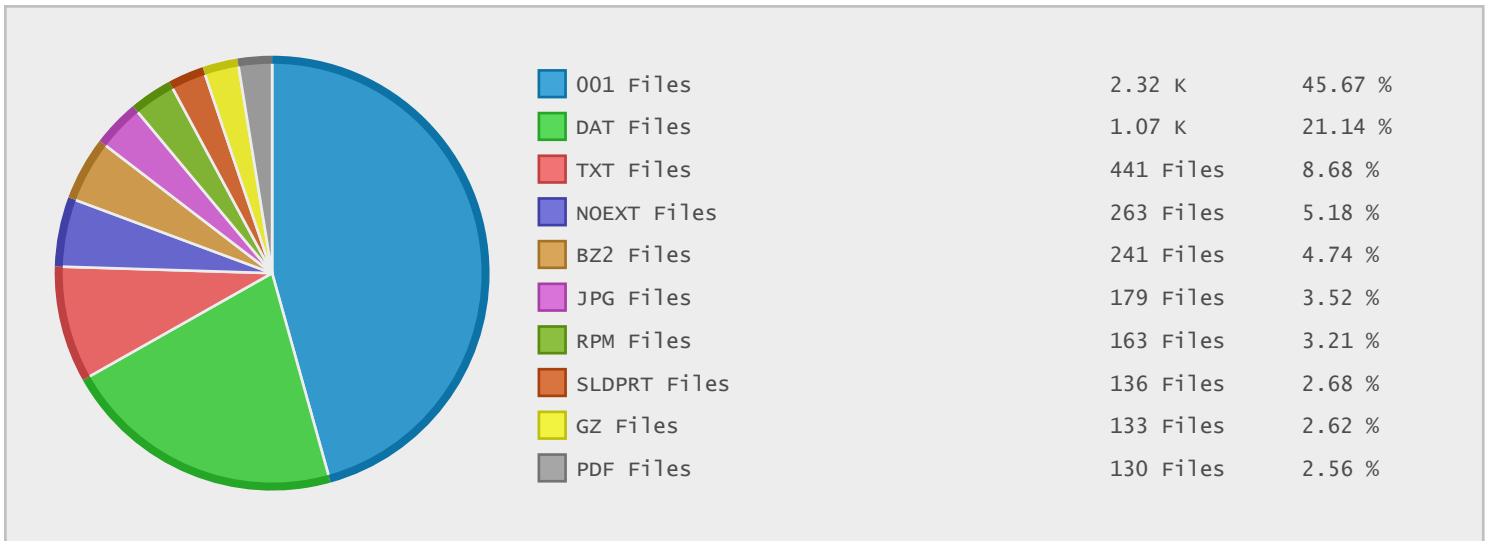 001 Files 2.32 K 45.67 %
DAT Files 1.07 K 21.14 %
TXT Files 441 Files 8.68 %
NOEXT Files 263 Files 5.18 %
BZ2 Files 241 Files 4.74 %
JPG Files 179 Files 3.52 %
RPM Files 163 Files 3.21 %
SLDPRT Files 136 Files 2.68 %
GZ Files 133 Files 2.62 %
PDF Files 130 Files 2.56 %